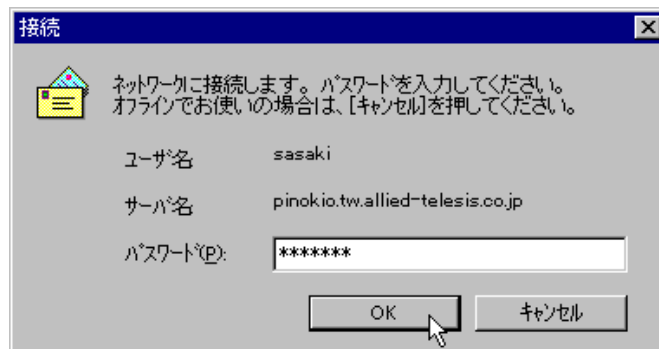 接続
ネットワークに接続します。パスワードを入力してください。
オフラインでお使いの場合は、[キャンセル]を押してください。
ユーザ名 sasaki
サーバ名 pinokio.tw.allied-telesis.co.jp
パスワード(P): *******
OK キャンセル